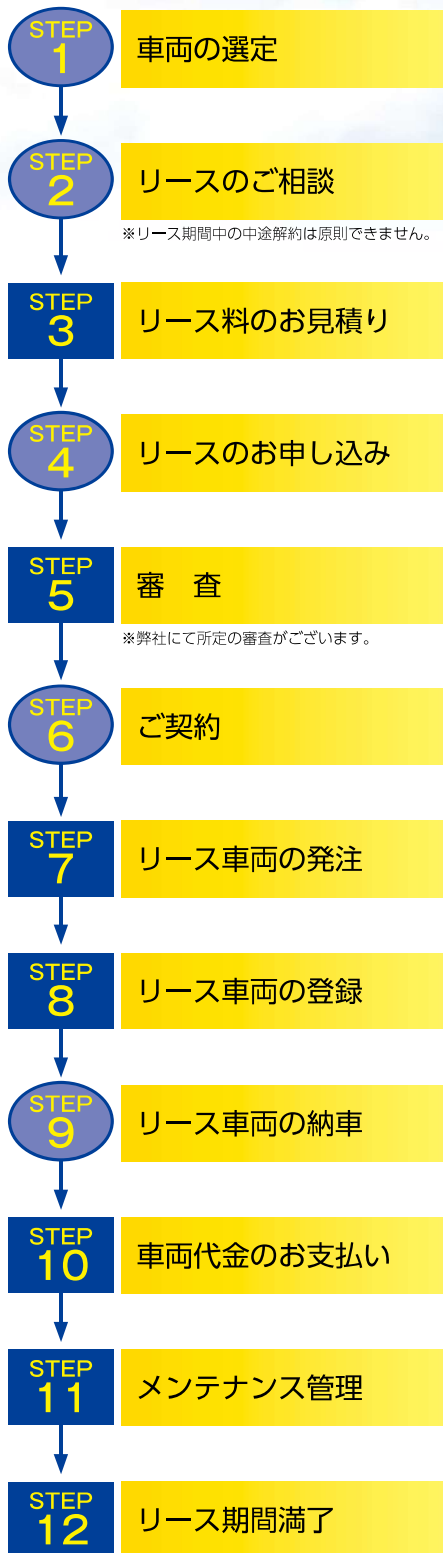 STEP
1
車両の選定
STEP
2
リースのご相談
※リース期間中の中途解約は原則できません。
STEP
3
リース料のお見積り
STEP
4
リースのお申し込み
STEP
5
審　査
※弊社にて所定の審査がございます。
STEP
6
ご契約
STEP
7
リース車両の発注
STEP
8
リース車両の登録
STEP
9
リース車両の納車
STEP
10
車両代金のお支払い
STEP
11
メンテナンス管理
STEP
12
リース期間満了